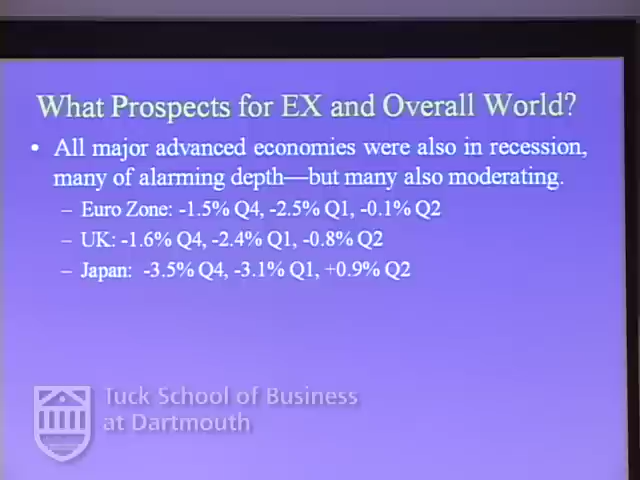 What Prospects for EX and Overall World?
• All major advanced economies were also in recession,
many of alarming depth—but many also moderating.
– Euro Zone: -1.5% Q4, -2.5% Q1, -0.1% Q2
– UK: -1.6% Q4, -2.4% Q1, -0.8% Q2
– Japan: -3.5% Q4, -3.1% Q1, +0.9% Q2
Tuck School of Business
at Dartmouth